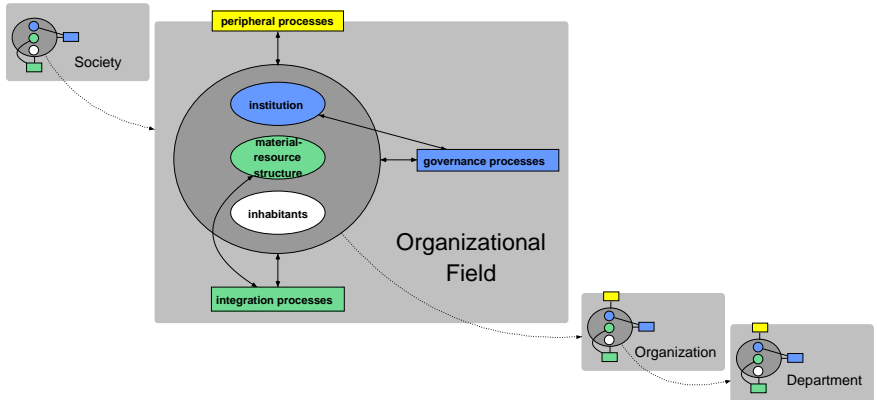 peripheral processes
Society
institution
material-
resource
structure
governance processes
inhabitants
Organizational
Field
integration processes
Organization
Department